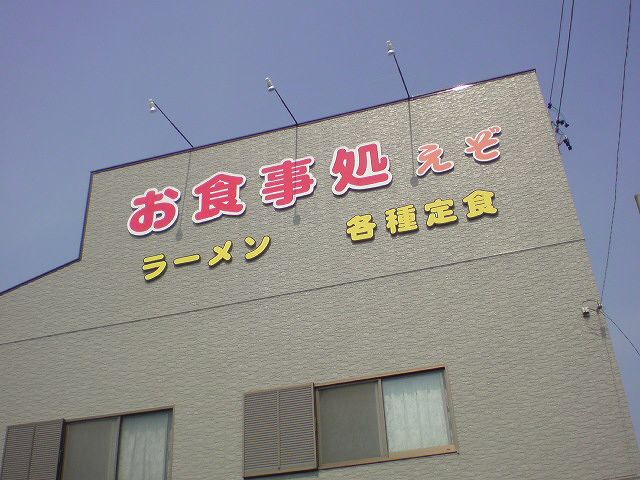 お食事処 えぞ
ラーメン 各種定食